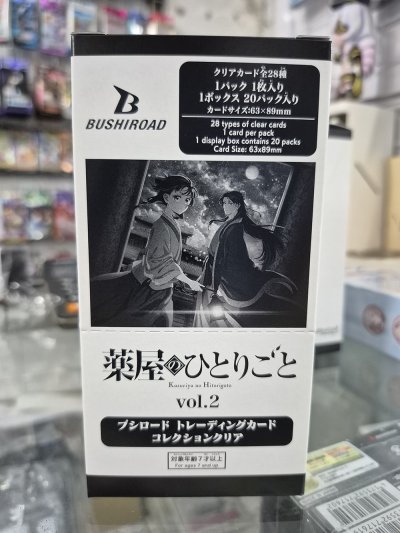 クリアカード全28種
1パック 1枚入り
1ボックス 20パック入り
カードサイズ:63×89mm
28 types of clear cards
1 card per pack
1 display box contains 20 packs
Card Size: 63x89mm
BUSHIROAD
薬屋のひとりごと
Kusuriya no Hitorigoto
vol.2
ブシロード トレーディングカード
コレクションクリア
対象年齢7才以上
For ages 7 and up